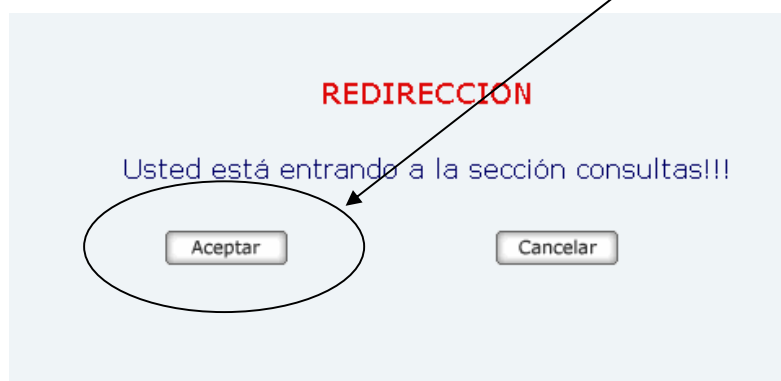 REDIRECCION
Usted está entrando a la sección consultas!!!
Aceptar Cancelar